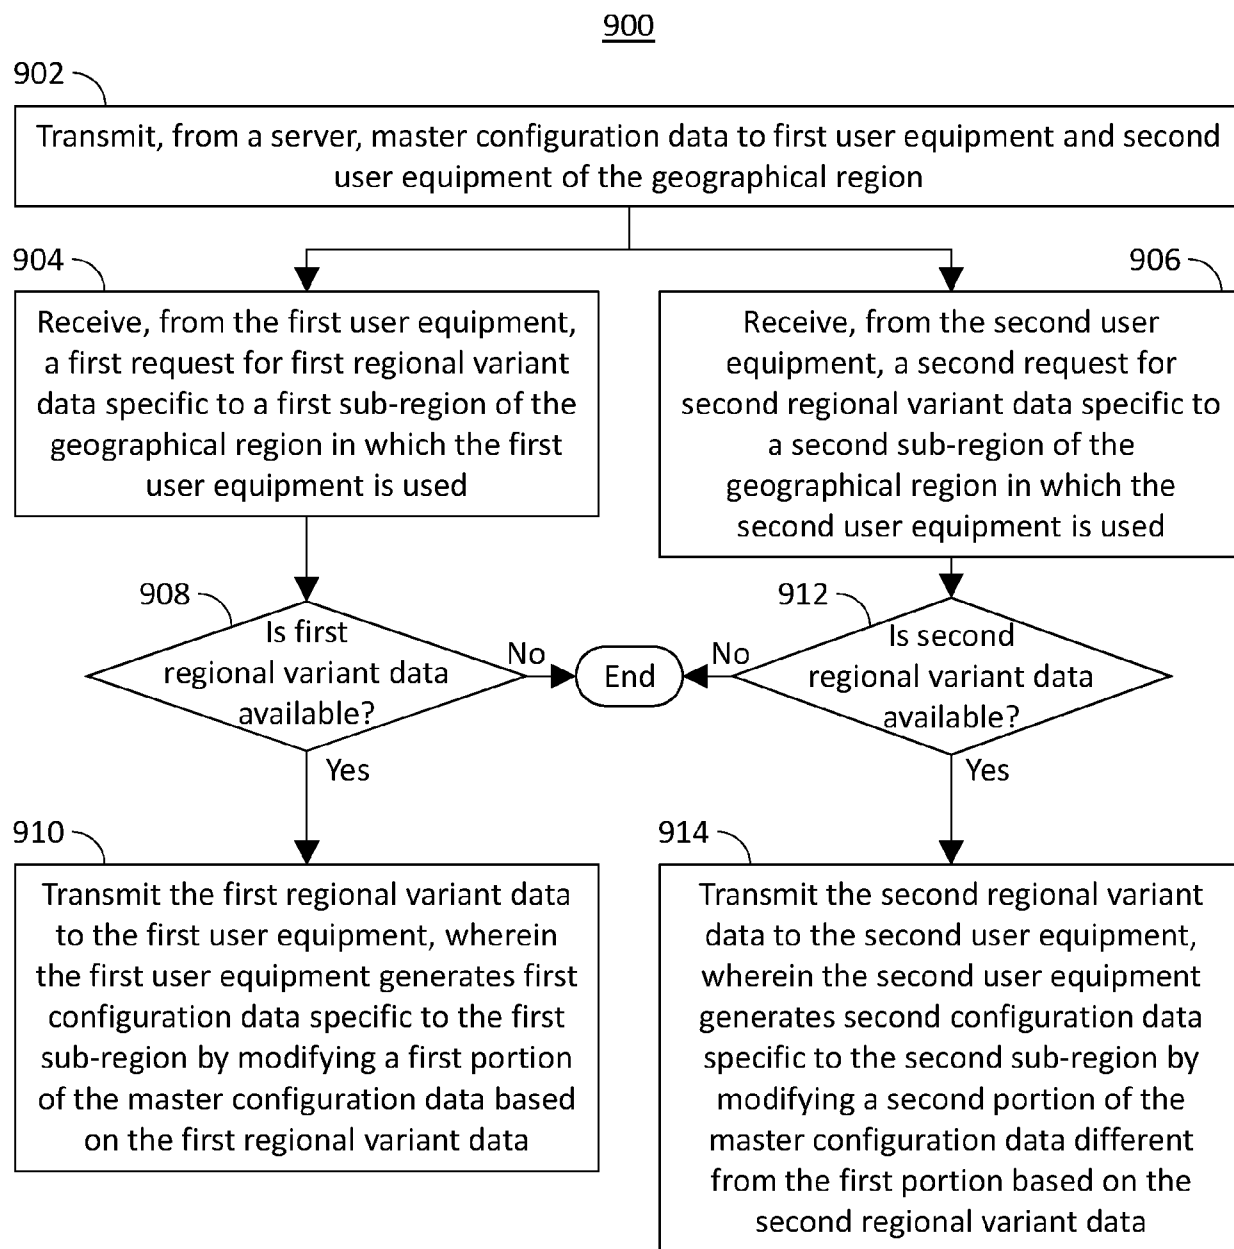 900
902
Transmit, from a server, master configuration data to first user equipment and second
user equipment of the geographical region
904
Receive, from the first user equipment,
a first request for first regional variant
data specific to a first sub-region of the
geographical region in which the first
user equipment is used
906
Receive, from the second user
equipment, a second request for
second regional variant data specific to
a second sub-region of the
geographical region in which the
second user equipment is used
908
Is first
regional variant data
available?
No
End
No
912
Is second
regional variant data
available?
Yes
Yes
910
Transmit the first regional variant data
to the first user equipment, wherein
the first user equipment generates first
configuration data specific to the first
sub-region by modifying a first portion
of the master configuration data based
on the first regional variant data
914
Transmit the second regional variant
data to the second user equipment,
wherein the second user equipment
generates second configuration data
specific to the second sub-region by
modifying a second portion of the
master configuration data different
from the first portion based on the
second regional variant data